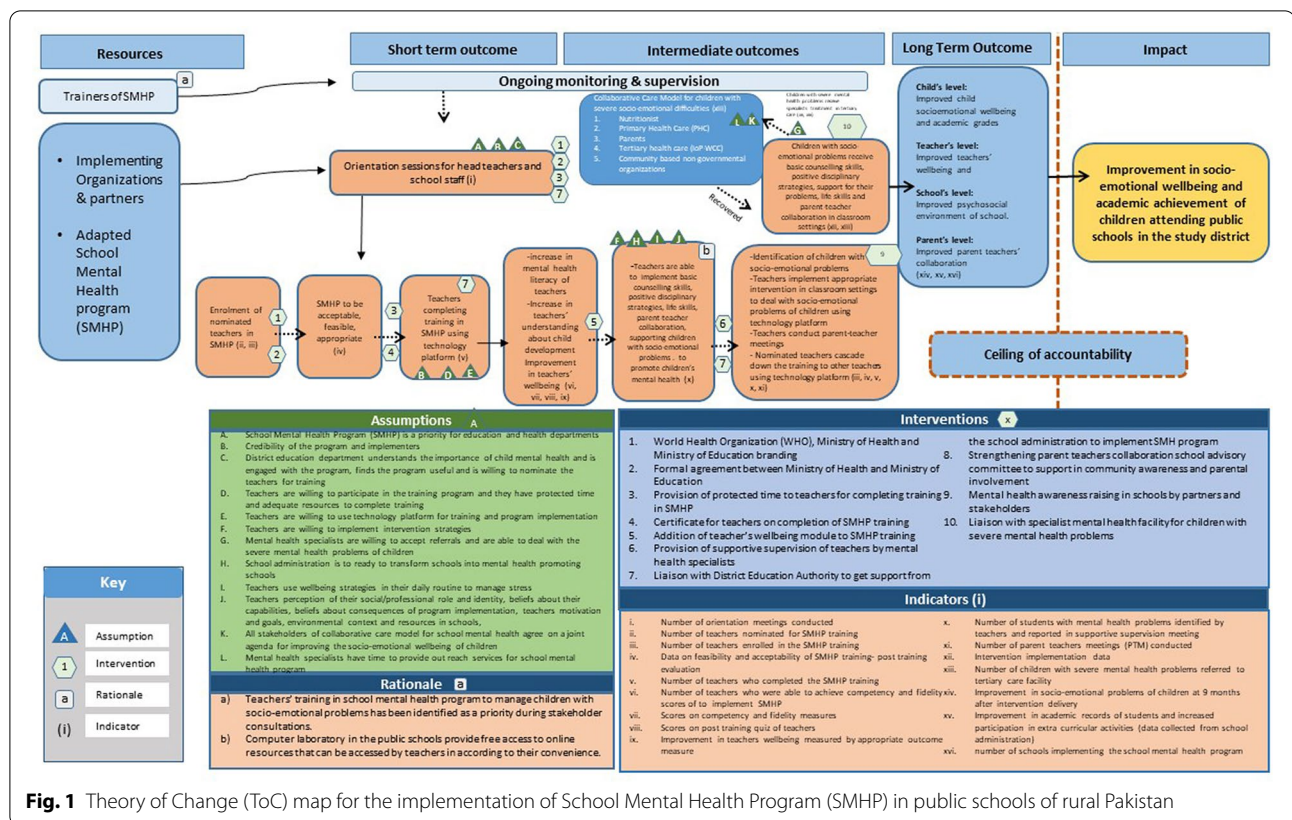 Resources
Short term outcome
Intermediate outcomes
Long Term Outcome
Impact
Trainers of SMHP
a
Ongoing monitoring & supervision
• Implementing
Organizations
& partners
• Adapted
School
Mental
Health
program
(SMHP)
A B C
1
2
3
7
Orientation sessions for head teachers and
school staff (i)
Collaborative Care Model for children with
severe socio-emotional difficulties (xiii)
1. Nutritionist
2. Primary Health Care (PHC)
3. Parents
4. Tertiary health care (IoP WCC)
5. Community based non governmental
organizations
L K
Children with severe mental
health problems receive
specialists treatment in tertiary
G
10
Recovered
Children with socio-
emotional problems receive
basic counselling skills,
positive disciplinary
strategies, support for their
problems, life skills and
parent-teacher
collaboration in classroom
settings (xii, xiii)
Child's level:
Improved child
socioemotional wellbeing
and academic grades
Teacher's level:
Improved teachers'
wellbeing and
School's level:
Improved psychosocial
environment of school.
Parent's level:
Improved parent teachers'
collaboration
(xiv, xv, xvi)
Improvement in socio-
emotional wellbeing and
academic achievement of
children attending public
schools in the study district
Enrolment of
nominated
teachers in
SMHP (ii, iii)
1
2
SMHP to be
acceptable,
feasible,
appropriate
(iv)
3
4
7
Teachers
completing
training in
SMHP using
technology
platform (v)
B D E
-increase in
mental health
literacy of
teachers
-Increase in
teachers'
understanding
about child
development
Improvement
in teachers'
wellbeing (vi,
vii, viii, ix)
5
F H I J
b
-Teachers are able
to implement basic
counselling skills,
positive disciplinary
strategies, life skills,
parent-teacher
collaboration,
supporting children
with socio-emotional
problems . to
promote children's
mental health (x)
6
7
9
-Identification of children with
socio-emotional problems
-Teachers implement appropriate
intervention in classroom settings
to deal with socio-emotional
problems of children using
technology platform
-Teachers conduct parent-teacher
meetings
- Nominated teachers cascade
down the training to other teachers
using technology platform (iii, iv, v,
x, xi)
Ceiling of accountability
Key
A Assumption
1 Intervention
a Rationale
(i) Indicator
Assumptions A
A. School Mental Health Program (SMHP) is a priority for education and health departments
B. Credibility of the program and implementers
C. District education department understands the importance of child mental health and is
engaged with the program, finds the program useful and is willing to nominate the
teachers for training
D. Teachers are willing to participate in the training program and they have protected time
and adequate resources to complete training
E. Teachers are willing to use technology platform for training and program implementation
F. Teachers are willing to implement intervention strategies
G. Mental health specialists are willing to accept referrals and are able to deal with the
severe mental health problems of children
H. School administration is to ready to transform schools into mental health promoting
schools
I. Teachers use wellbeing strategies in their daily routine to manage stress
J. Teachers perception of their social/professional role and identity, beliefs about their
capabilities, beliefs about consequences of program implementation, teachers motivation
and goals, environmental context and resources in schools,
K. All stakeholders of collaborative care model for school mental health agree on a joint
agenda for improving the socio-emotional wellbeing of children
L. Mental health specialists have time to provide out reach services for school mental
health program
Rationale a
a) Teachers' training in school mental health program to manage children with
socio-emotional problems has been identified as a priority during stakeholder
consultations.
b) Computer laboratory in the public schools provide free access to online
resources that can be accessed by teachers in according to their convenience.
Interventions x
1. World Health Organization (WHO), Ministry of Health and
Ministry of Education branding
2. Formal agreement between Ministry of Health and Ministry of
Education
3. Provision of protected time to teachers for completing training
in SMHP
4. Certificate for teachers on completion of SMHP training
5. Addition of teacher's wellbeing module to SMHP training
6. Provision of supportive supervision of teachers by mental
health specialists
7. Liaison with District Education Authority to get support from
the school administration to implement SMH program
8. Strengthening parent teachers collaboration school advisory
committee to support in community awareness and parental
involvement
9. Mental health awareness raising in schools by partners and
stakeholders
10. Liaison with specialist mental health facility for children with
severe mental health problems
Indicators (i)
i. Number of orientation meetings conducted
ii. Number of teachers nominated for SMHP training
iii. Number of teachers enrolled in the SMHP training
iv. Data on feasibility and acceptability of SMHP training- post training
evaluation
v. Number of teachers who completed the SMHP training
vi. Number of teachers who were able to achieve competency and fidelity
scores of to implement SMHP
vii. Scores on competency and fidelity measures
viii. Scores on post training quiz of teachers
ix. Improvement in teachers wellbeing measured by appropriate outcome
measure
x. Number of students with mental health problems identified by
teachers and reported in supportive supervision meeting
xi. Number of parent teachers meetings (PTM) conducted
xii. Intervention implementation data
xiii. Number of children with severe mental health problems referred to
tertiary care facility
xiv. Improvement in socio-emotional problems of children at 9 months
after intervention delivery
xv. Improvement in academic records of students and increased
participation in extra curricular activities (data collected from school
administration)
xvi. number of schools implementing the school mental health program
Fig. 1 Theory of Change (ToC) map for the implementation of School Mental Health Program (SMHP) in public schools of rural Pakistan